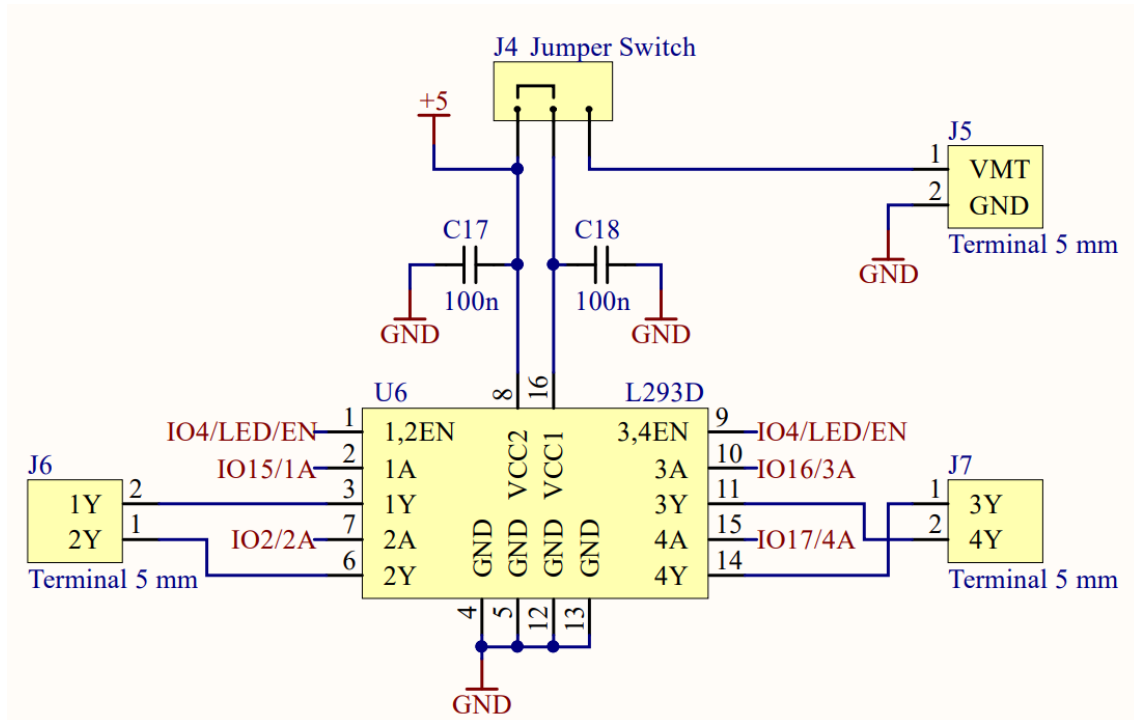 J4 Jumper Switch
+5
J5
1 VMT
2 GND
Terminal 5 mm
GND
C17
100n
GND
C18
100n
GND
U6
L293D
8
16
VCC2
VCC1
IO4/LED/EN 1 1,2EN
IO15/1A 2 1A
3 1Y
IO2/2A 7 2A
6 2Y
3,4EN 9 IO4/LED/EN
3A 10 IO16/3A
3Y 11
4A 15 IO17/4A
4Y 14
GND
GND
GND
GND
4
5
12
13
GND
J6
1Y 2
2Y 1
Terminal 5 mm
J7
1 3Y
2 4Y
Terminal 5 mm